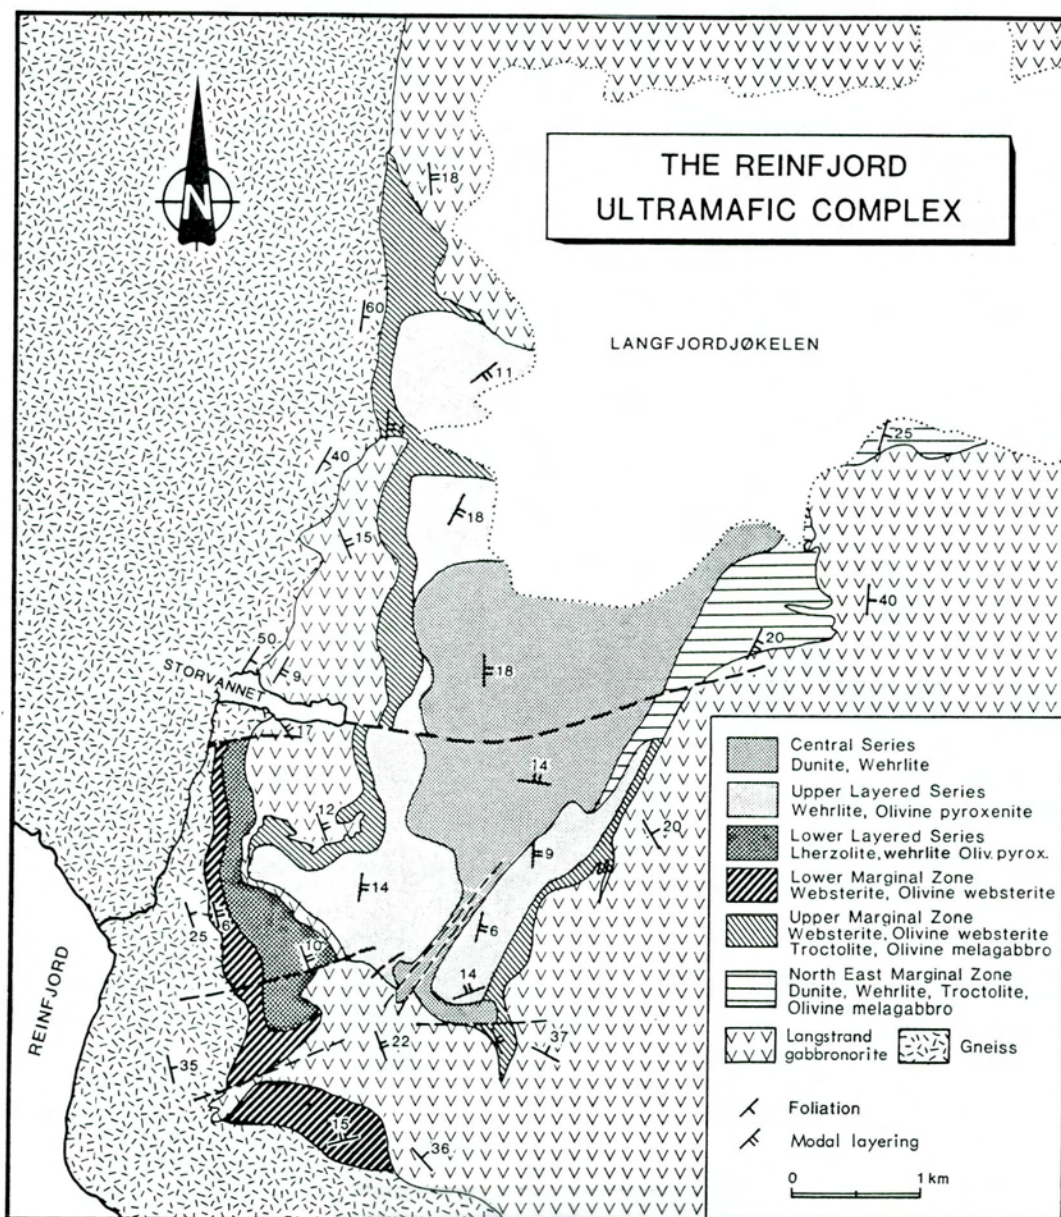 THE REINFJORD
ULTRAMAFIC COMPLEX
N
18
60
LANGFJORDJØKELEN
11
4
25
40
18
15
40
50
20
STORVANNET
9
18
17
14
12
20
9
14
6
25
6
10
14
REINFJORD
22
37
35
15
36
Central Series
Dunite, Wehrlite
Upper Layered Series
Wehrlite, Olivine pyroxenite
Lower Layered Series
Lherzolite, wehrlite Oliv. pyrox.
Lower Marginal Zone
Websterite, Olivine websterite
Upper Marginal Zone
Websterite, Olivine websterite
Troctolite, Olivine melagabbro
North East Marginal Zone
Dunite, Wehrlite, Troctolite,
Olivine melagabbro
Langstrand
gabbronorite
Gneiss
Foliation
Modal layering
0 1 km